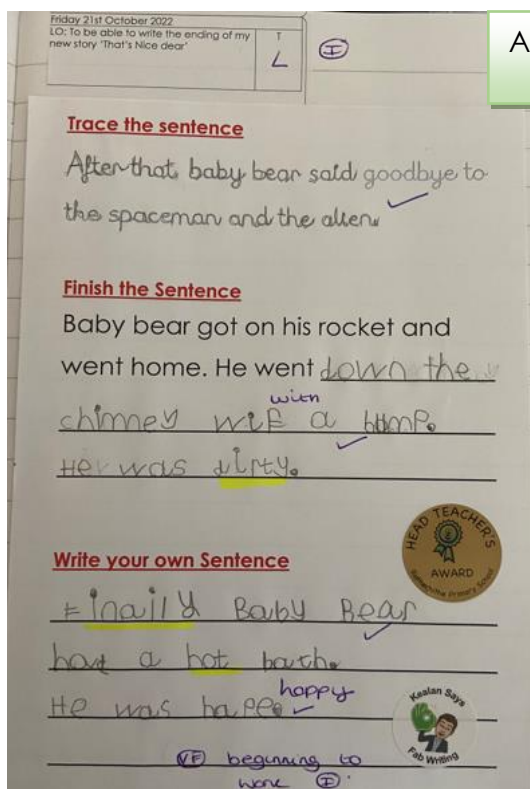 Friday 21st October 2022
LO: To be able to write the ending of my
new story 'That's Nice dear'
T
L
I
A
Trace the sentence
After that, baby bear said goodbye to
the spaceman and the alien.
Finish the Sentence
Baby bear got on his rocket and
went home. He went down the
with
chimney wif a bump.
He was dirty.
HEAD TEACHER'S
AWARD
Primary School
Write your own Sentence
Finally Baby Bear
had a hot bath.
happy
He was happe.
Kealan Says
Fab Writing
VF beginning to
work I.